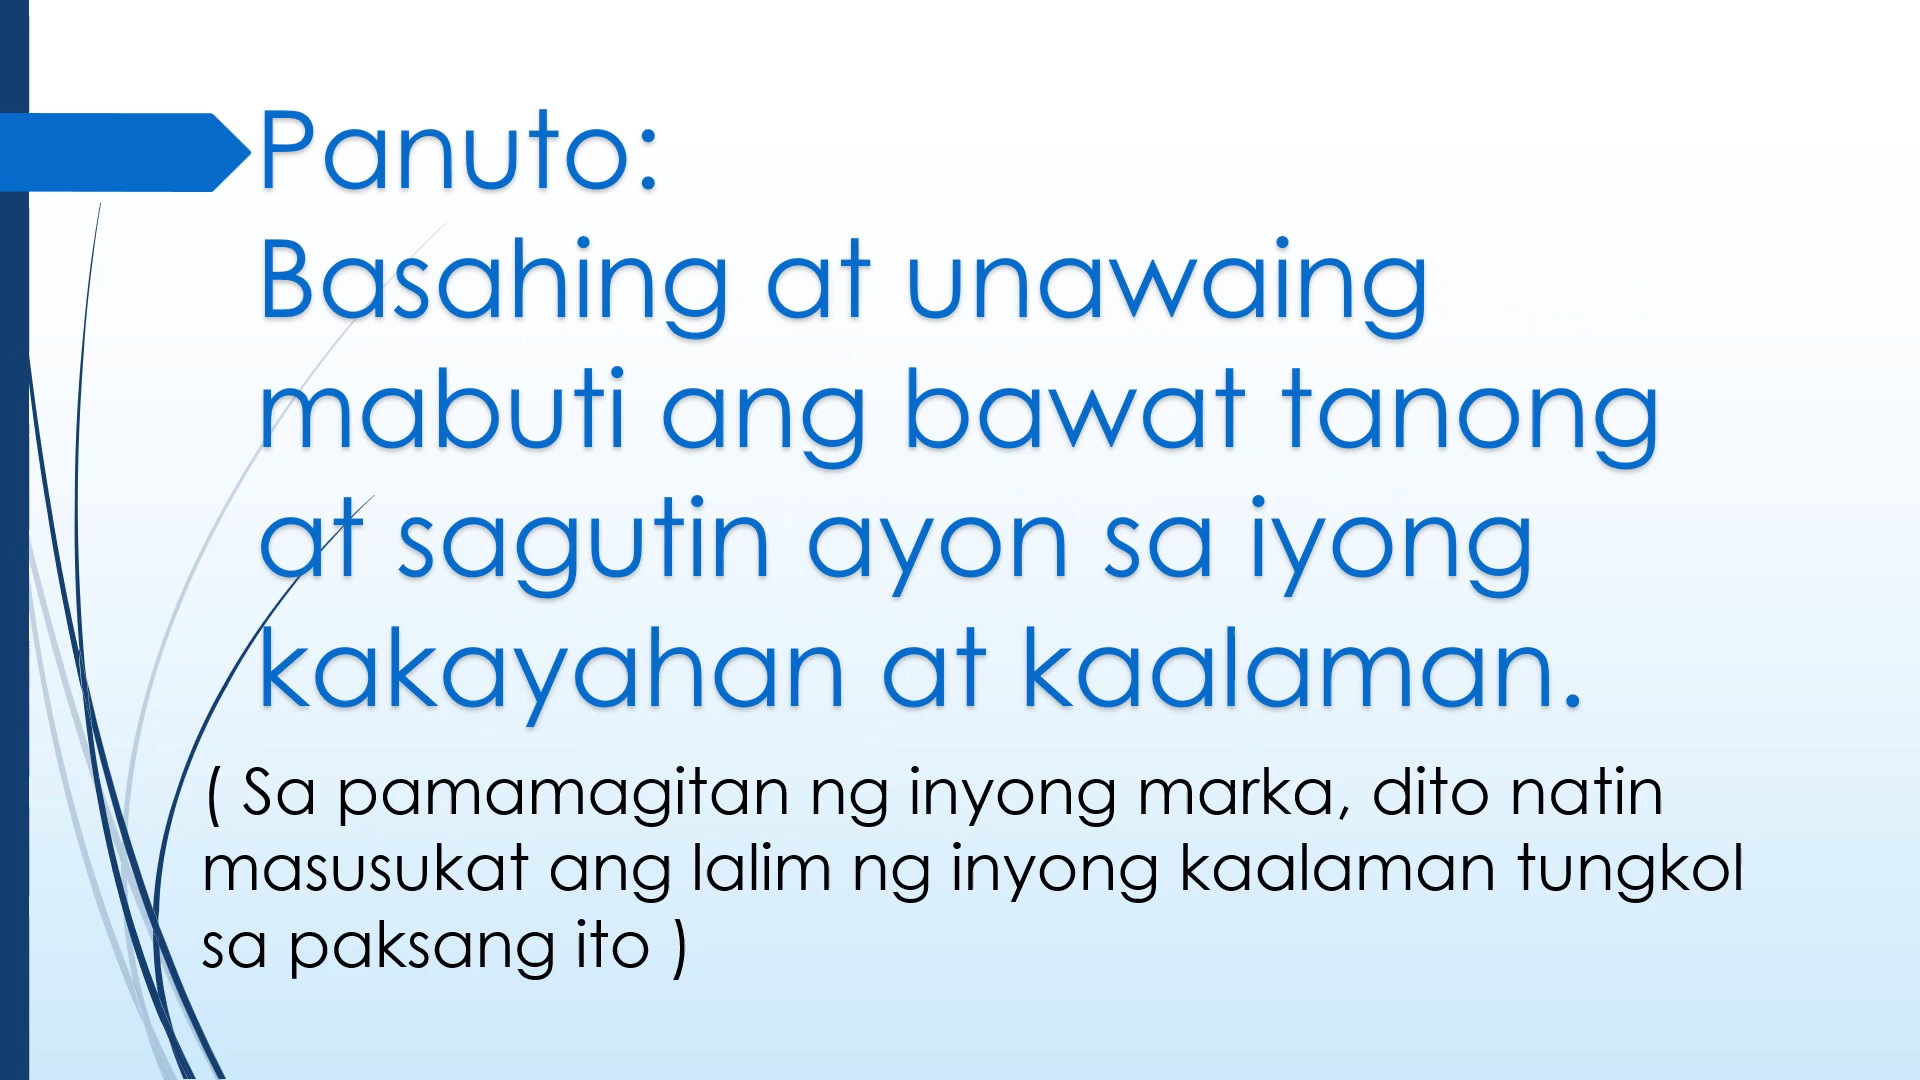 Panuto:
Basahing at unawaing
mabuti ang bawat tanong
at sagutin ayon sa iyong
kakayahan at kaalaman.
( Sa pamamagitan ng inyong marka, dito natin
masusukat ang lalim ng inyong kaalaman tungkol
sa paksang ito )